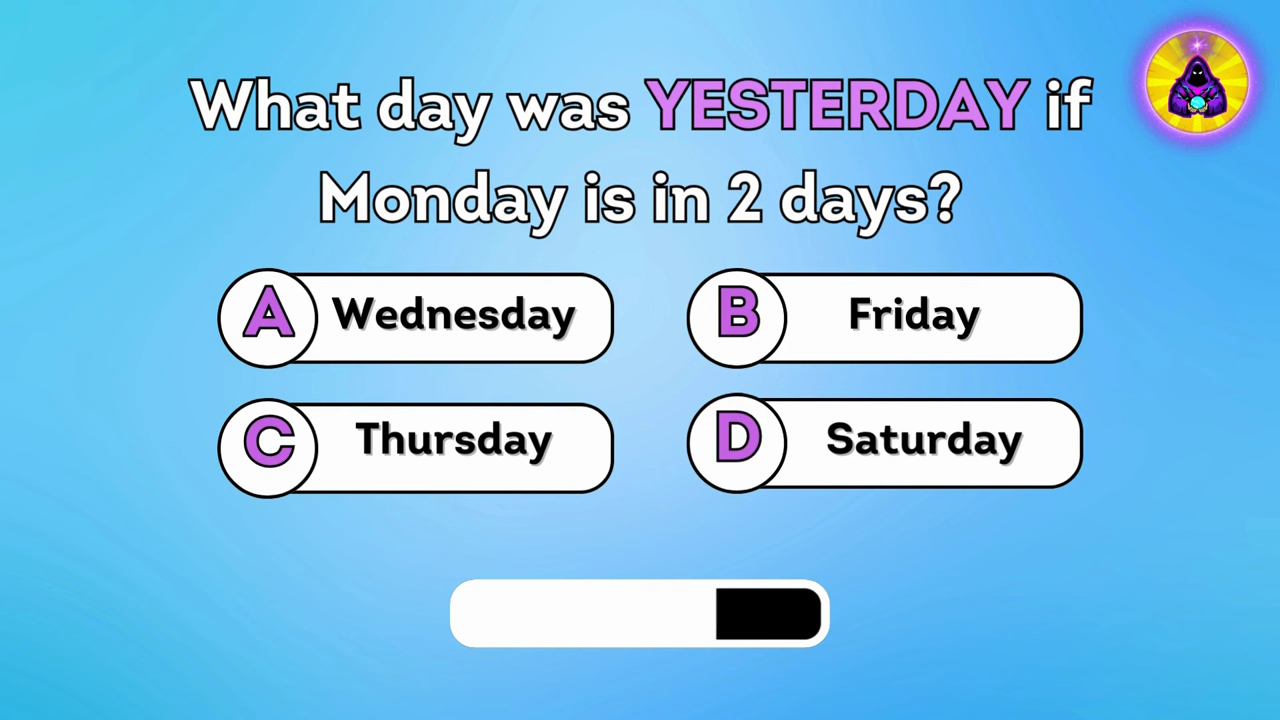 What day was YESTERDAY if
Monday is in 2 days?
A Wednesday
B Friday
C Thursday
D Saturday